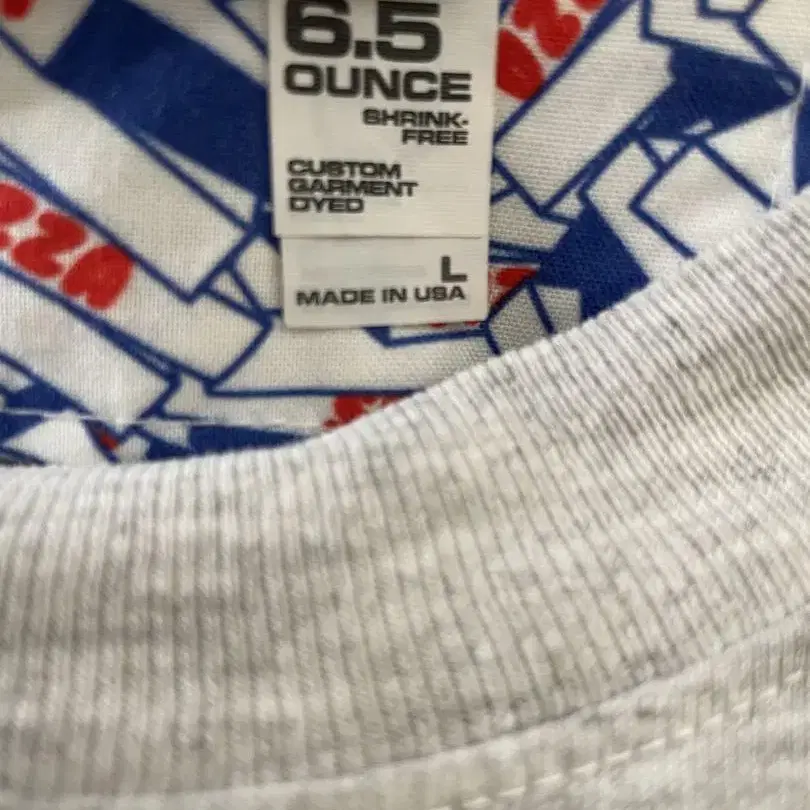 6.5
OUNCE
SHRINK-
FREE
CUSTOM
GARMENT
DYED
L
MADE IN USA